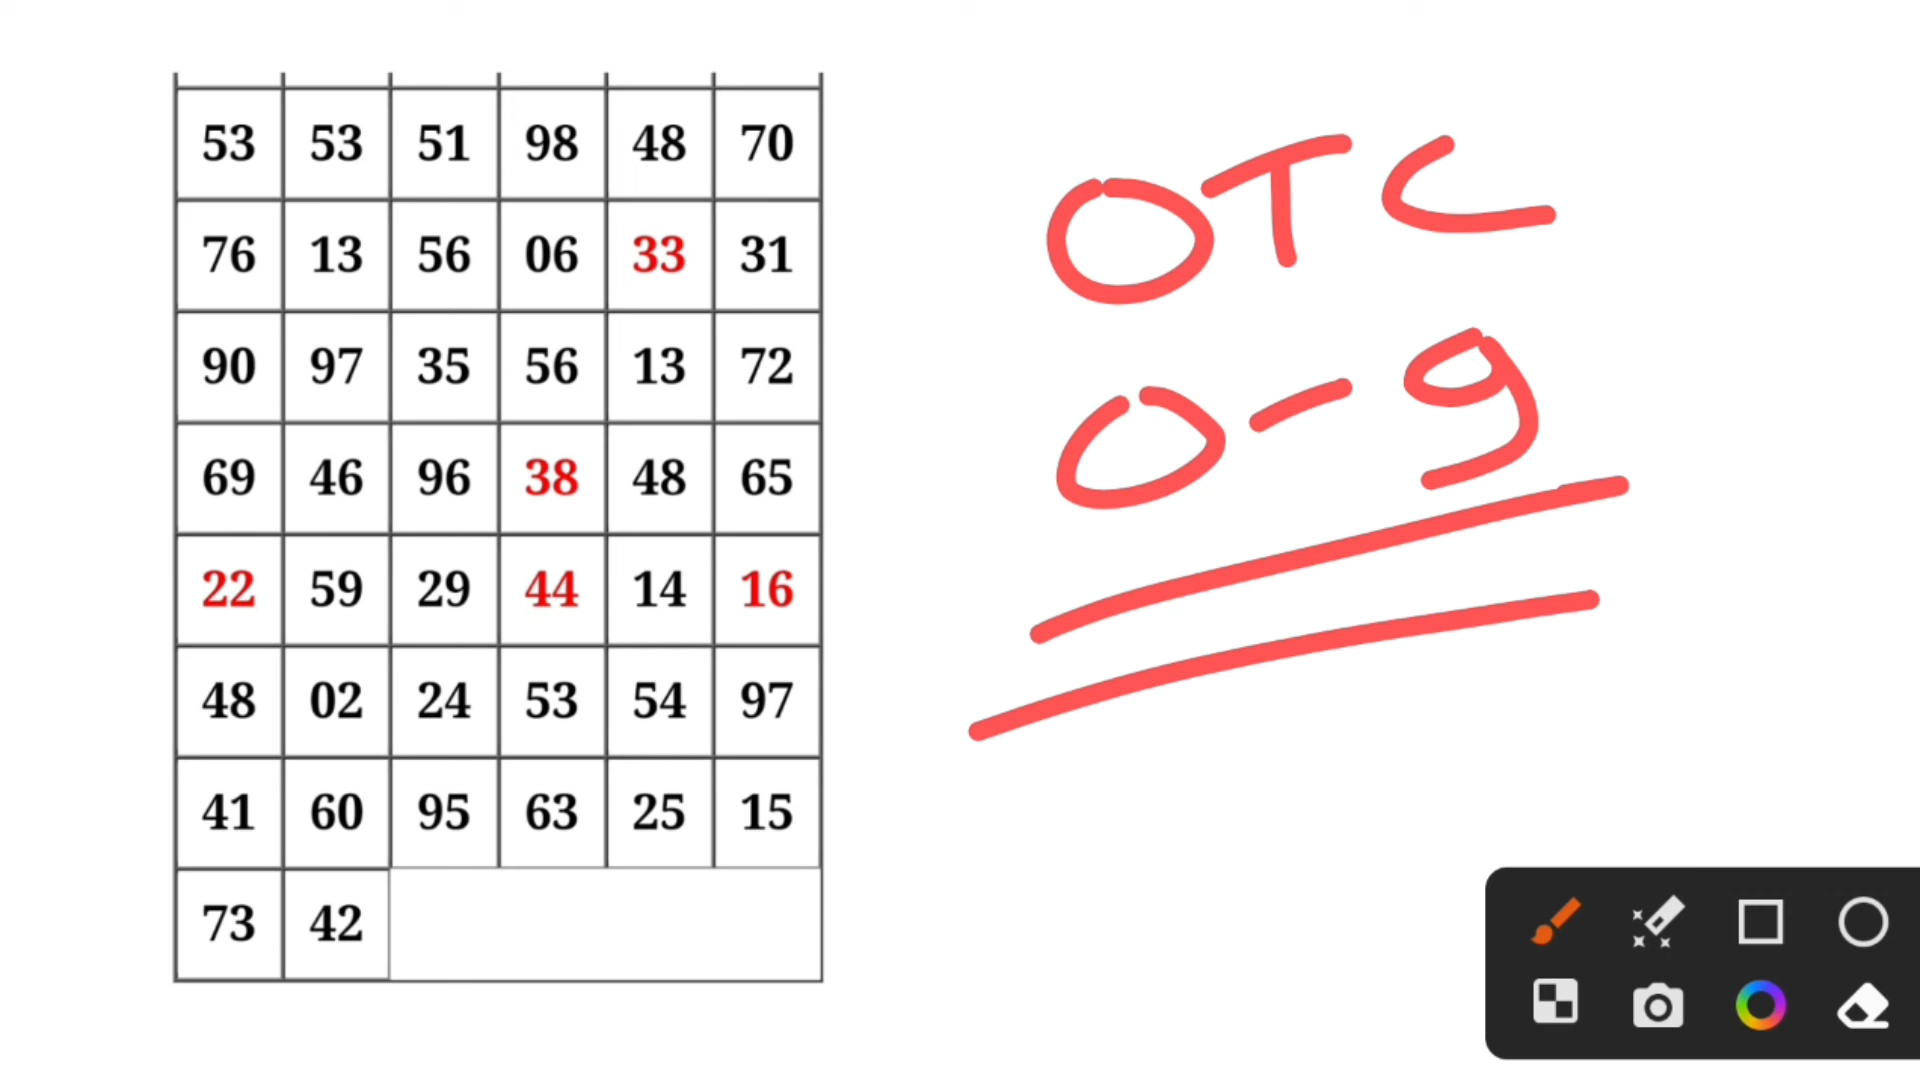 53 53 51 98 48 70
76 13 56 06 33 31
90 97 35 56 13 72
69 46 96 38 48 65
22 59 29 44 14 16
48 02 24 53 54 97
41 60 95 63 25 15
73 42
OTC
0-9